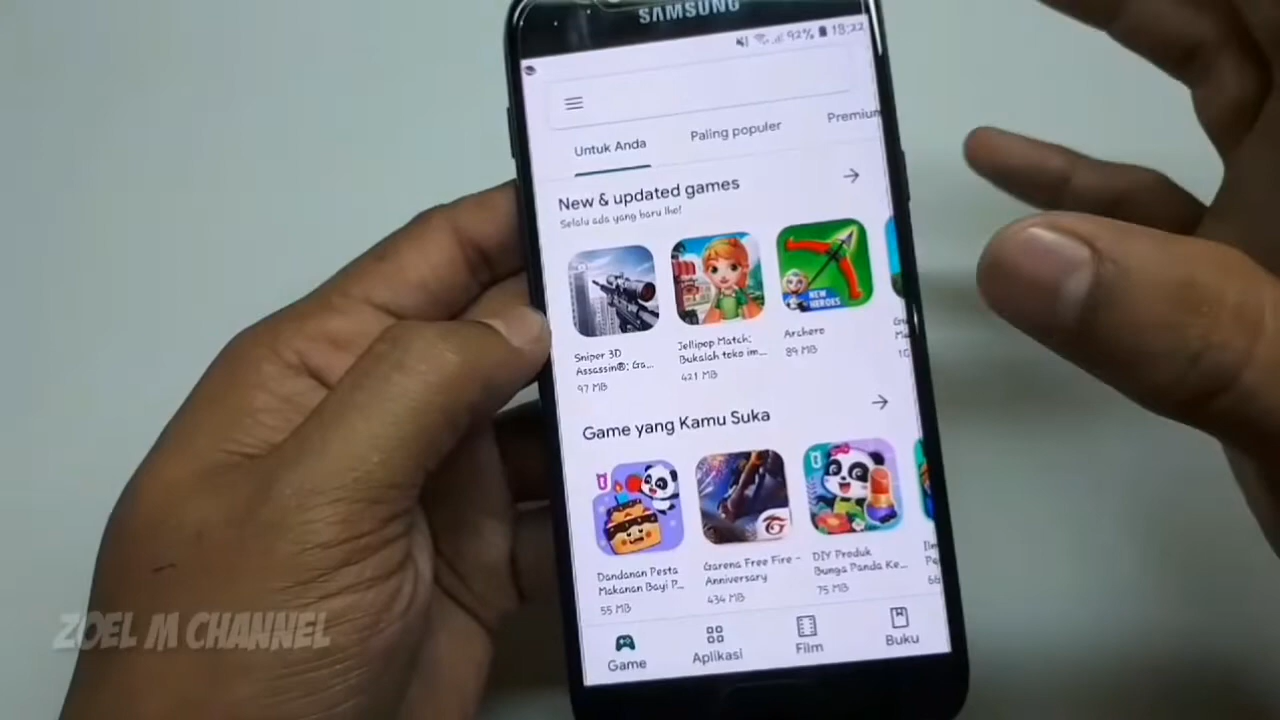 SAMSUNG
92% 18:22
Untuk Anda
Paling populer
Premium
New & updated games
Selalu ada yang baru lho!
NEW
HEROES
Sniper 3D
Assassin®: Ga...
97 MB
Jellipop Match:
Bukalah toko im...
421 MB
Archero
89 MB
Game yang Kamu Suka
Dandanan Pesta
Makanan Bayi P...
55 MB
Garena Free Fire -
Anniversary
434 MB
DIY Produk
Bunga Panda Ke...
75 MB
Game
Aplikasi
Film
Buku
ZOEL M CHANNEL